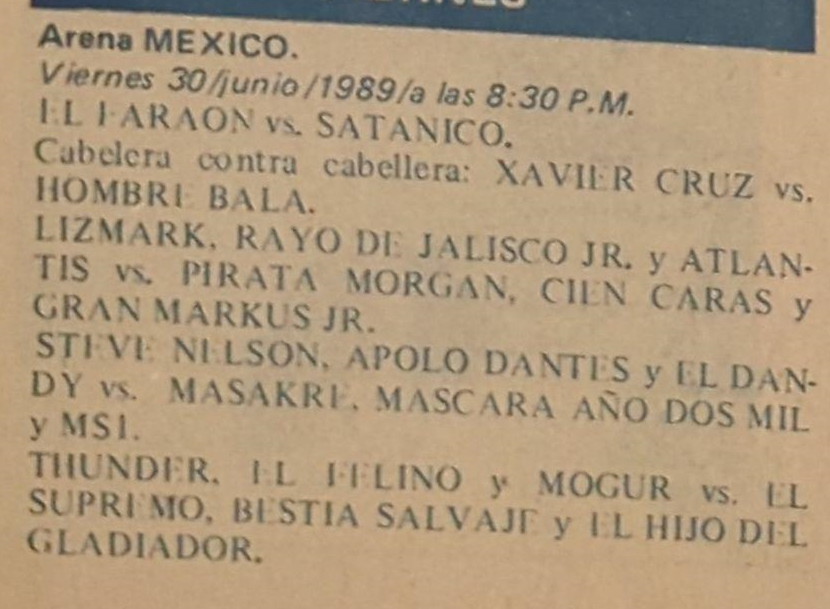 Arena MEXICO.
Viernes 30/junio/1989/a las 8:30 P.M.
EL FARAON vs. SATANICO.
Cabelera contra cabellera: XAVIER CRUZ vs.
HOMBRE BALA.
LIZMARK, RAYO DE JALISCO JR. y ATLAN-
TIS vs. PIRATA MORGAN, CIEN CARAS y
GRAN MARKUS JR.
STEVE NELSON, APOLO DANTES y EL DAN-
DY vs. MASAKRE, MASCARA AÑO DOS MIL
y MS1.
THUNDER, EL FELINO y MOGUR vs. EL
SUPREMO, BESTIA SALVAJE y EL HIJO DEL
GLADIADOR.